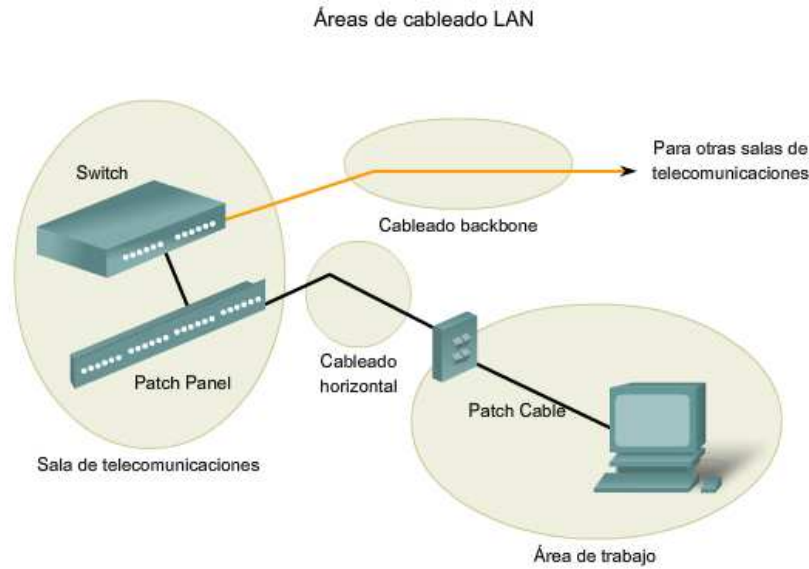 Áreas de cableado LAN
Switch
Para otras salas de
telecomunicaciones
Cableado backbone
Patch Panel
Cableado
horizontal
Patch Cable
Sala de telecomunicaciones
Área de trabajo